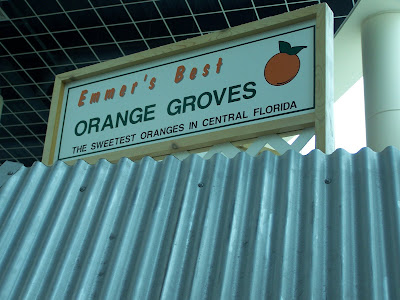 Emmer's Best
ORANGE GROVES
THE SWEETEST ORANGES IN CENTRAL FLORIDA